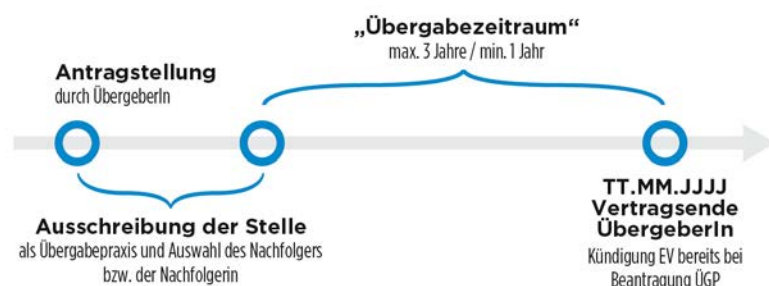 „Übergabezeitraum“
max. 3 Jahre / min. 1 Jahr
Antragstellung
durch ÜbergeberIn
Ausschreibung der Stelle
als Übergabepraxis und Auswahl des Nachfolgers
bzw. der Nachfolgerin
TT.MM.JJJJ
Vertragsende
ÜbergeberIn
Kündigung EV bereits bei
Beantragung ÜGP